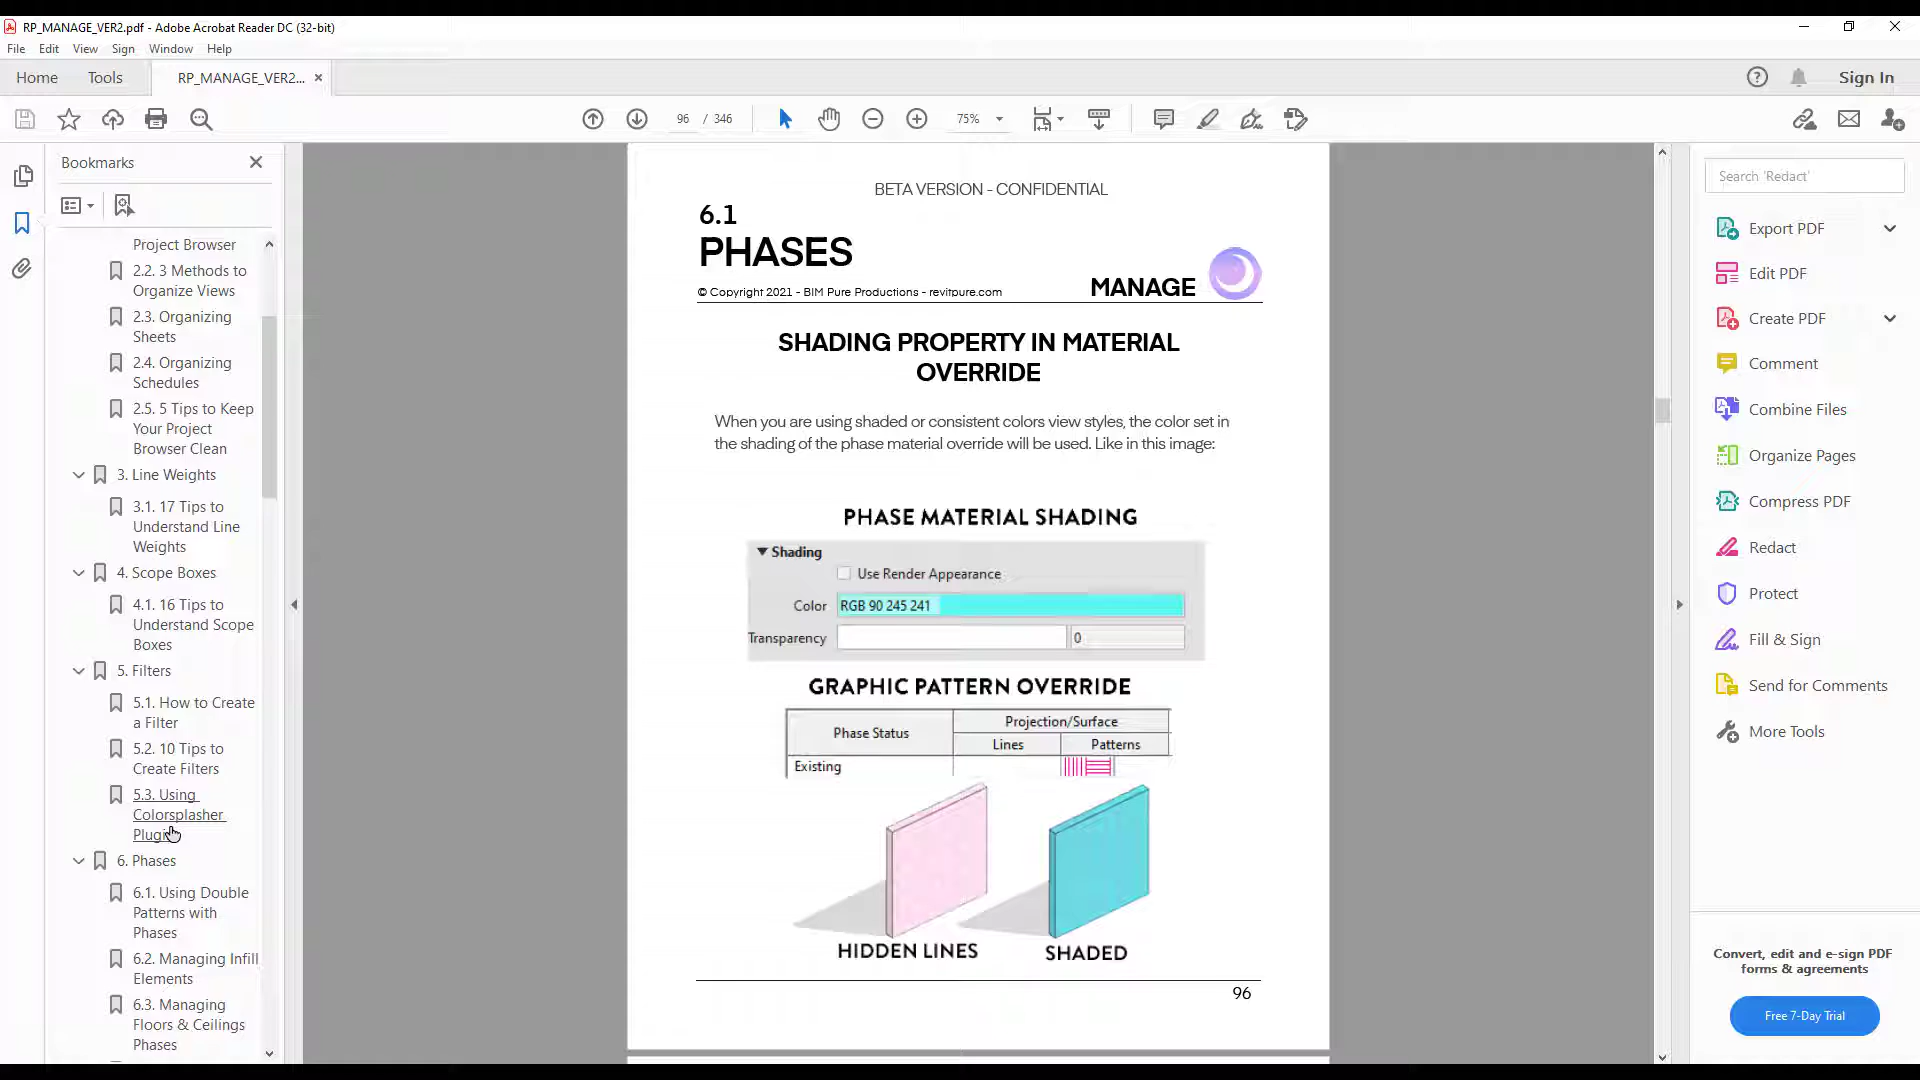 RP_MANAGE_VER2.pdf - Adobe Acrobat Reader DC (32-bit)
File Edit View Sign Window Help
Home Tools RP_MANAGE_VER2... × Sign In
96 / 346 75%
Bookmarks
Project Browser
2.2. 3 Methods to
Organize Views
2.3. Organizing
Sheets
2.4. Organizing
Schedules
2.5. 5 Tips to Keep
Your Project
Browser Clean
3. Line Weights
3.1. 17 Tips to
Understand Line
Weights
4. Scope Boxes
4.1. 16 Tips to
Understand Scope
Boxes
5. Filters
5.1. How to Create
a Filter
5.2. 10 Tips to
Create Filters
5.3. Using
Colorsplasher
Plugin
6. Phases
6.1. Using Double
Patterns with
Phases
6.2. Managing Infill
Elements
6.3. Managing
Floors & Ceilings
Phases
BETA VERSION - CONFIDENTIAL
6.1
PHASES
© Copyright 2021 - BIM Pure Productions - revitpure.com
MANAGE
SHADING PROPERTY IN MATERIAL
OVERRIDE
When you are using shaded or consistent colors view styles, the color set in
the shading of the phase material override will be used. Like in this image:
PHASE MATERIAL SHADING
Shading
Use Render Appearance
Color RGB 90 245 241
Transparency 0
GRAPHIC PATTERN OVERRIDE
Phase Status Projection/Surface
Lines Patterns
Existing
HIDDEN LINES SHADED
96
Search 'Redact'
Export PDF
Edit PDF
Create PDF
Comment
Combine Files
Organize Pages
Compress PDF
Redact
Protect
Fill & Sign
Send for Comments
More Tools
Convert, edit and e-sign PDF
forms & agreements
Free 7-Day Trial